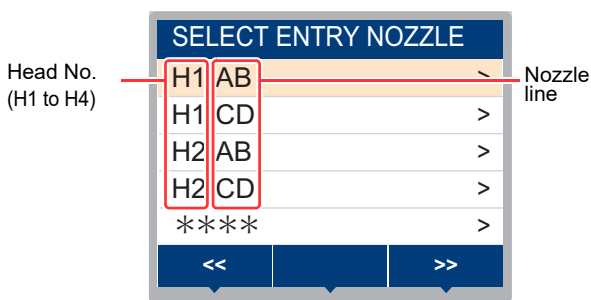 SELECT ENTRY NOZZLE
Head No.
(H1 to H4)
H1 AB >
Nozzle
line
H1 CD >
H2 AB >
H2 CD >
**** >
<< >>